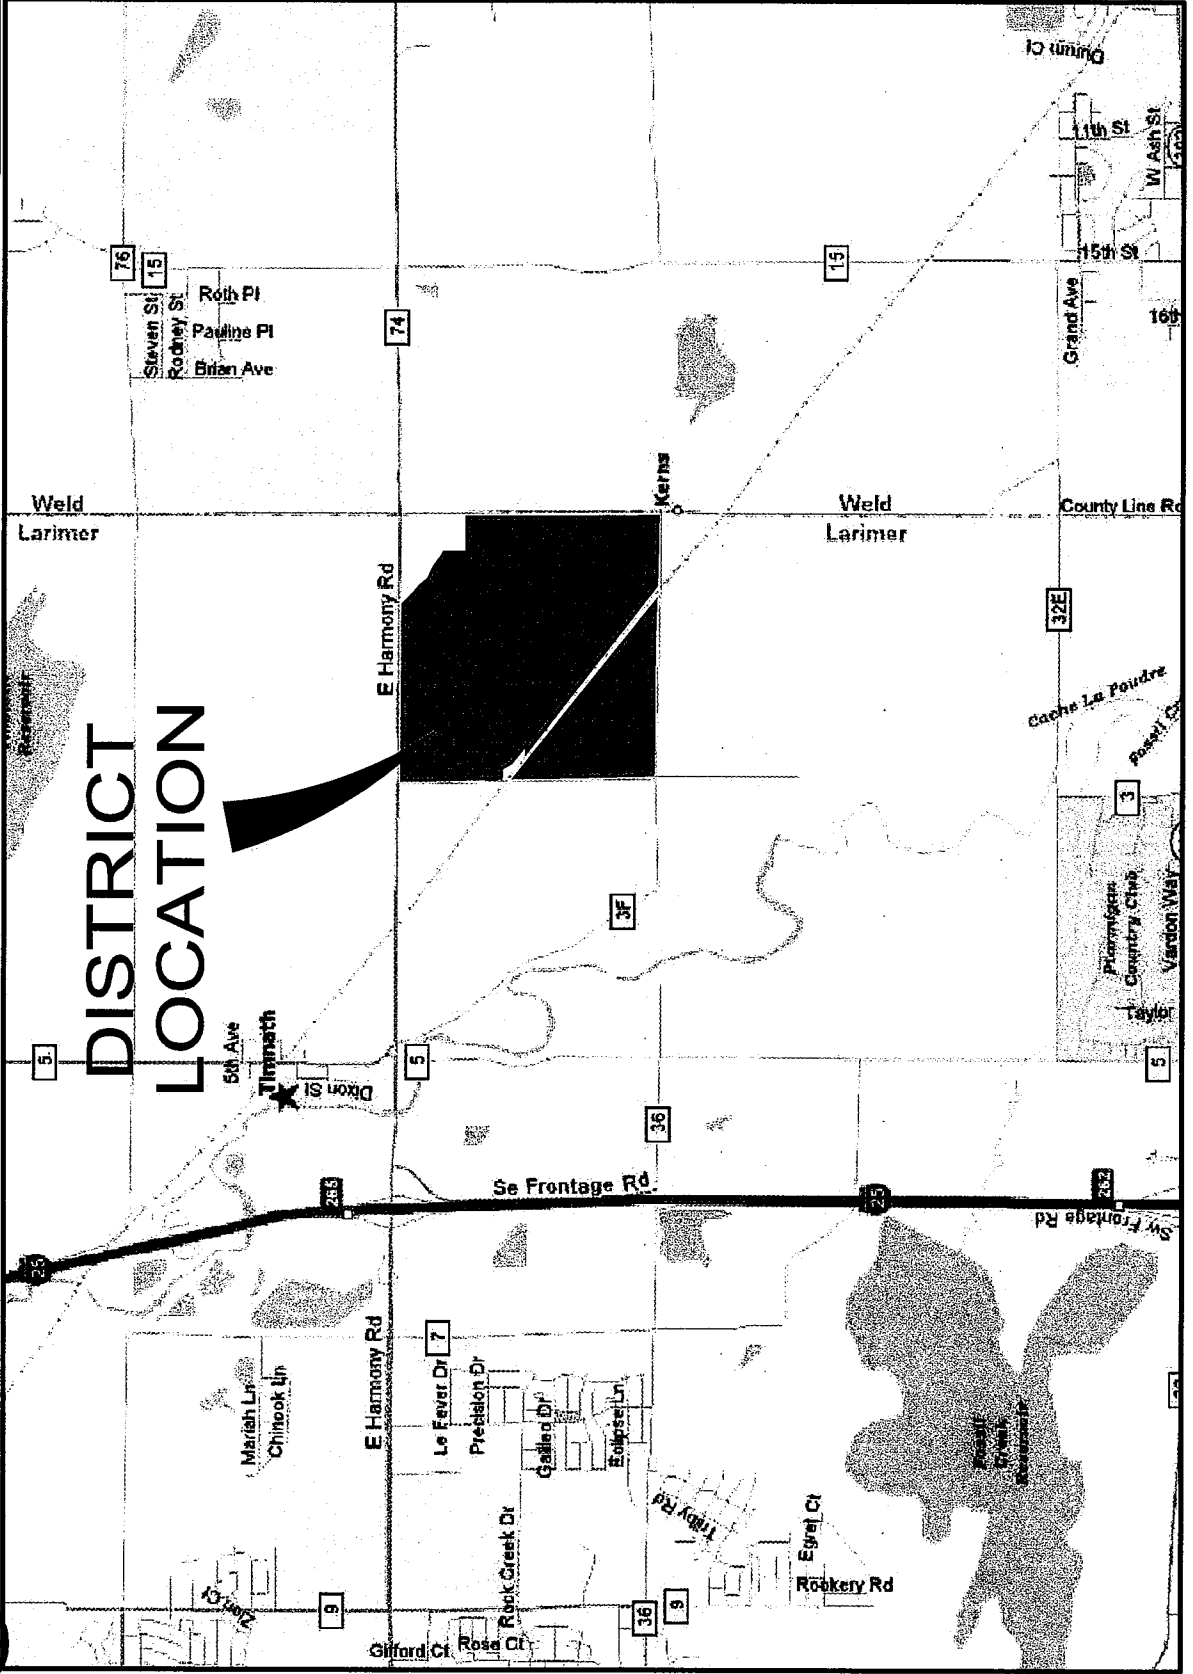 DISTRICT
LOCATION
Weld
Larimer
Weld
Larimer
County Line Rd
Kerns
E Harmony Rd
E Harmony Rd
Steven St
Rodney St
Roth Pl
Pauline Pl
Brian Ave
76
15
74
15
11th St
W Ash St
15th St
Grand Ave
32E
Cache La Poudre
3
Ptarmigan
Country Club
Vardon Way
Taylor
5
5th Ave
Timnath
Dixon St
5
5
3F
36
Se Frontage Rd
Sw Frontage Rd
265
25
25
262
Reservoir
Mariah Ln
Chinook Ln
7
Le Fever Dr
Precision Dr
Galileo Dr
Eclipse Ln
Rock Creek Dr
Trilby Rd
Egret Ct
Rookery Rd
Fossil
Creek
Reservoir
9
36
9
Gifford Ct
Rose Ct